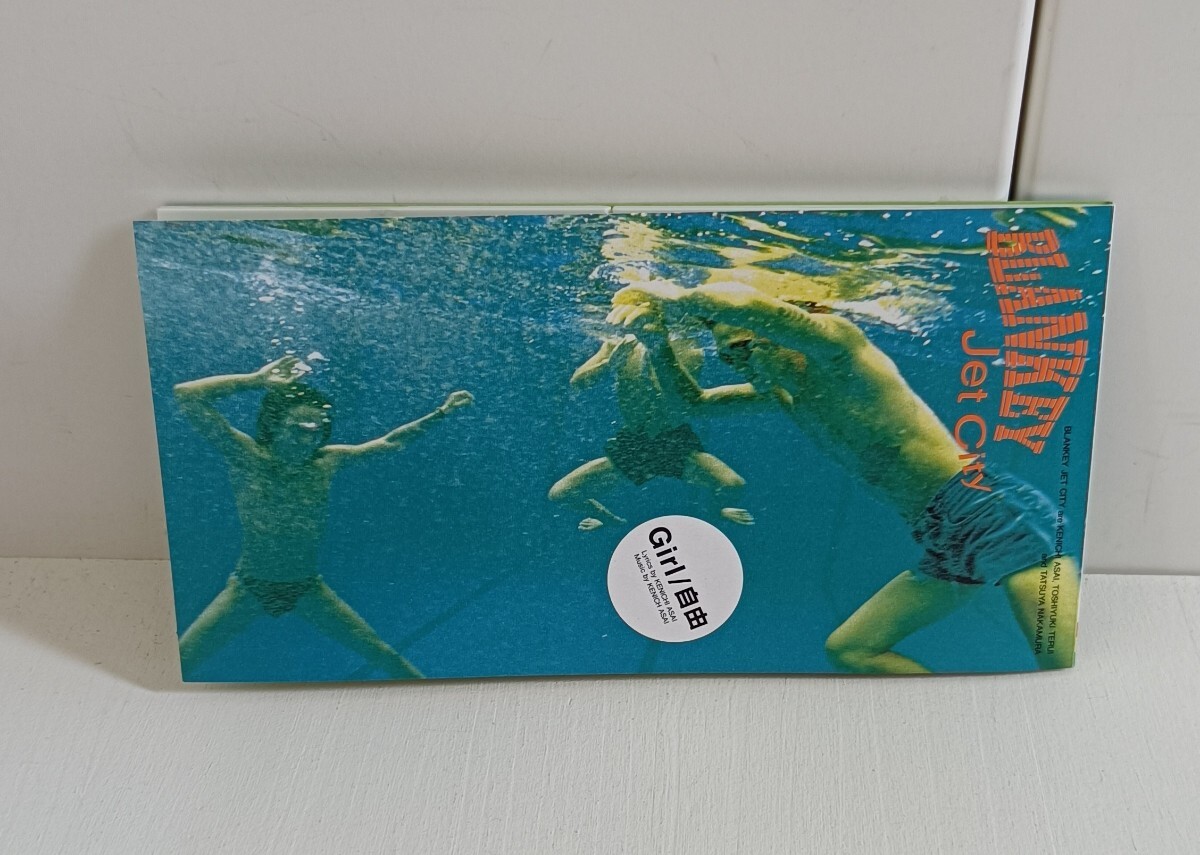 BLANKEY
Jet City
BLANKEY JET CITY are KENICHI ASAI, TOSHIYUKI TERUI
and TATSUYA NAKAMURA
Girl/自由
Lyrics by KENICHI ASAI
Music by KENICH ASAI